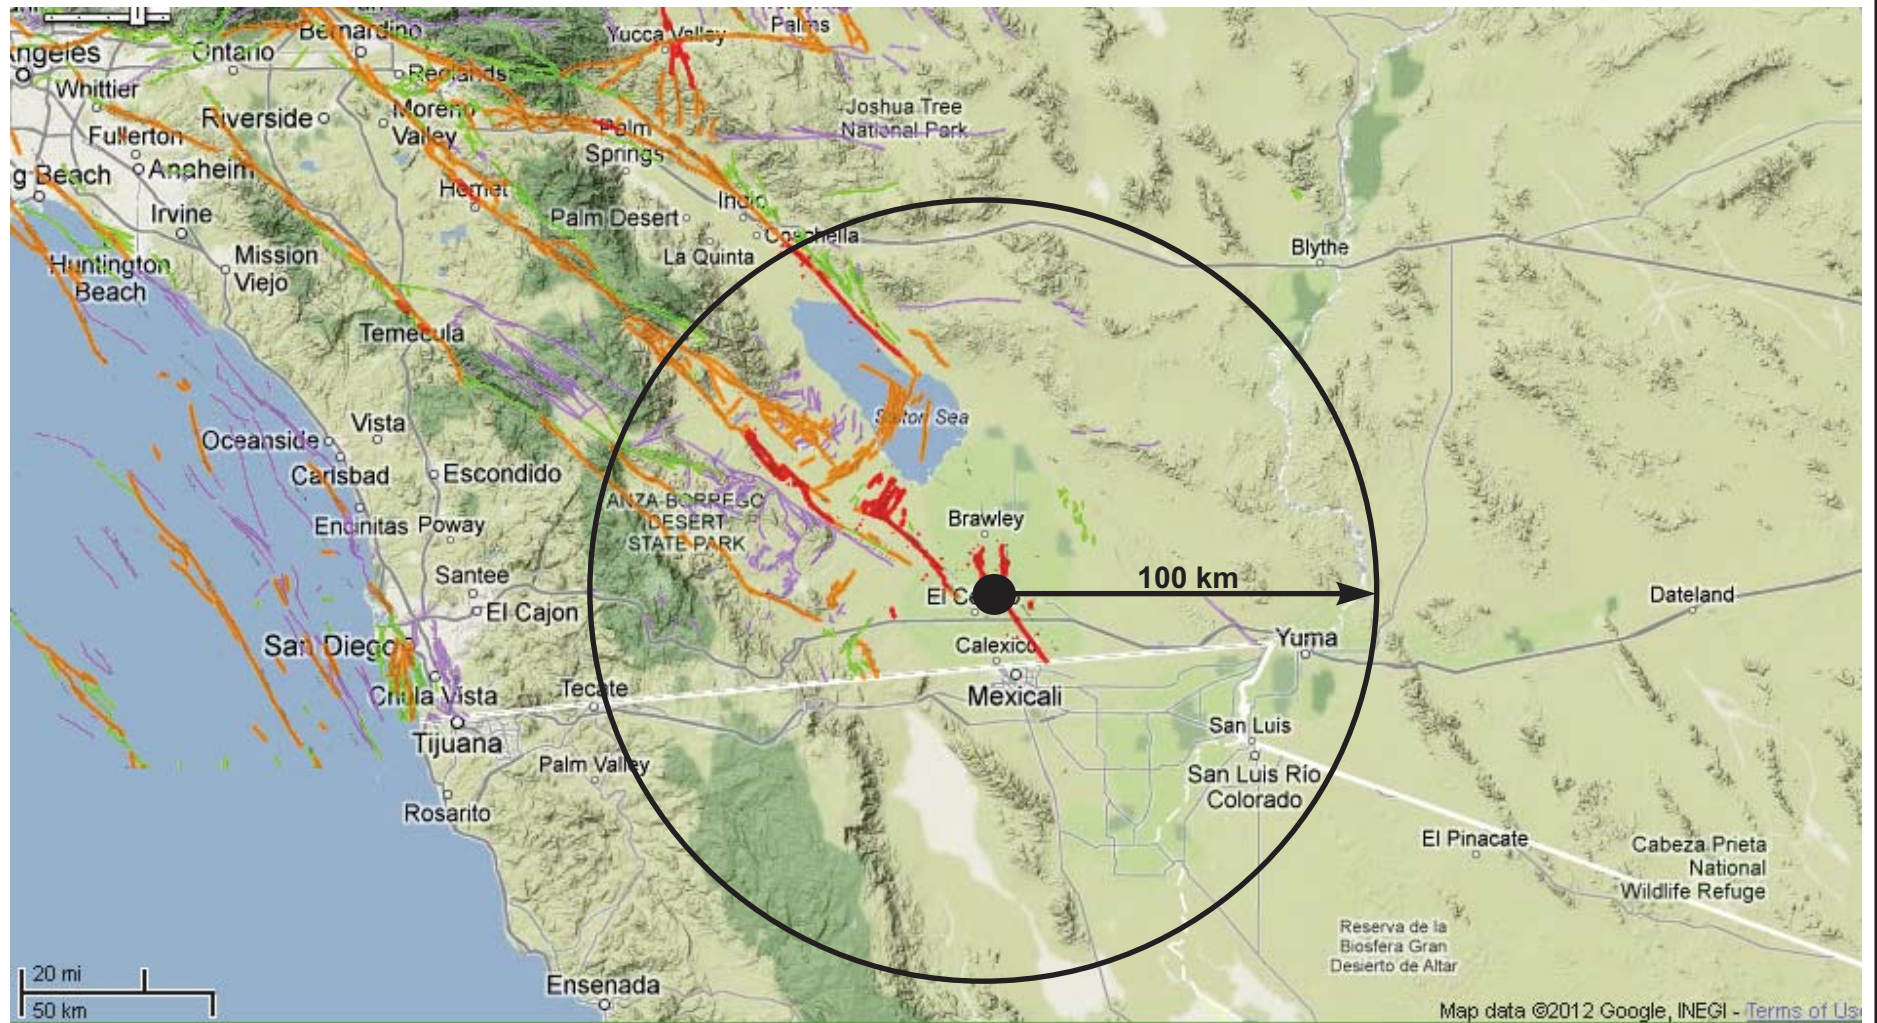 Bernardino
Yucca Valley
Palms
Angeles
Ontario
Redlands
Whittier
Riverside
Moreno
Valley
Joshua Tree
National Park
Fullerton
Palm
Springs
Anaheim
g Beach
Hemet
Irvine
Palm Desert
Indio
Coachella
Mission
Viejo
La Quinta
Blythe
Huntington
Beach
Temecula
Salton Sea
Vista
Oceanside
Carlsbad
Escondido
ANZA-BORREGO
DESERT
STATE PARK
Encinitas
Poway
Brawley
Santee
El Cajon
El Ce
100 km
Dateland
San Diego
Calexico
Yuma
Chula Vista
Tecate
Mexicali
Tijuana
San Luis
Palm Valley
San Luis Río
Colorado
Rosarito
El Pinacate
Cabeza Prieta
National
Wildlife Refuge
Reserva de la
Biosfera Gran
Desierto de Altar
Ensenada
20 mi
50 km
Map data ©2012 Google, INEGI - Terms of Us